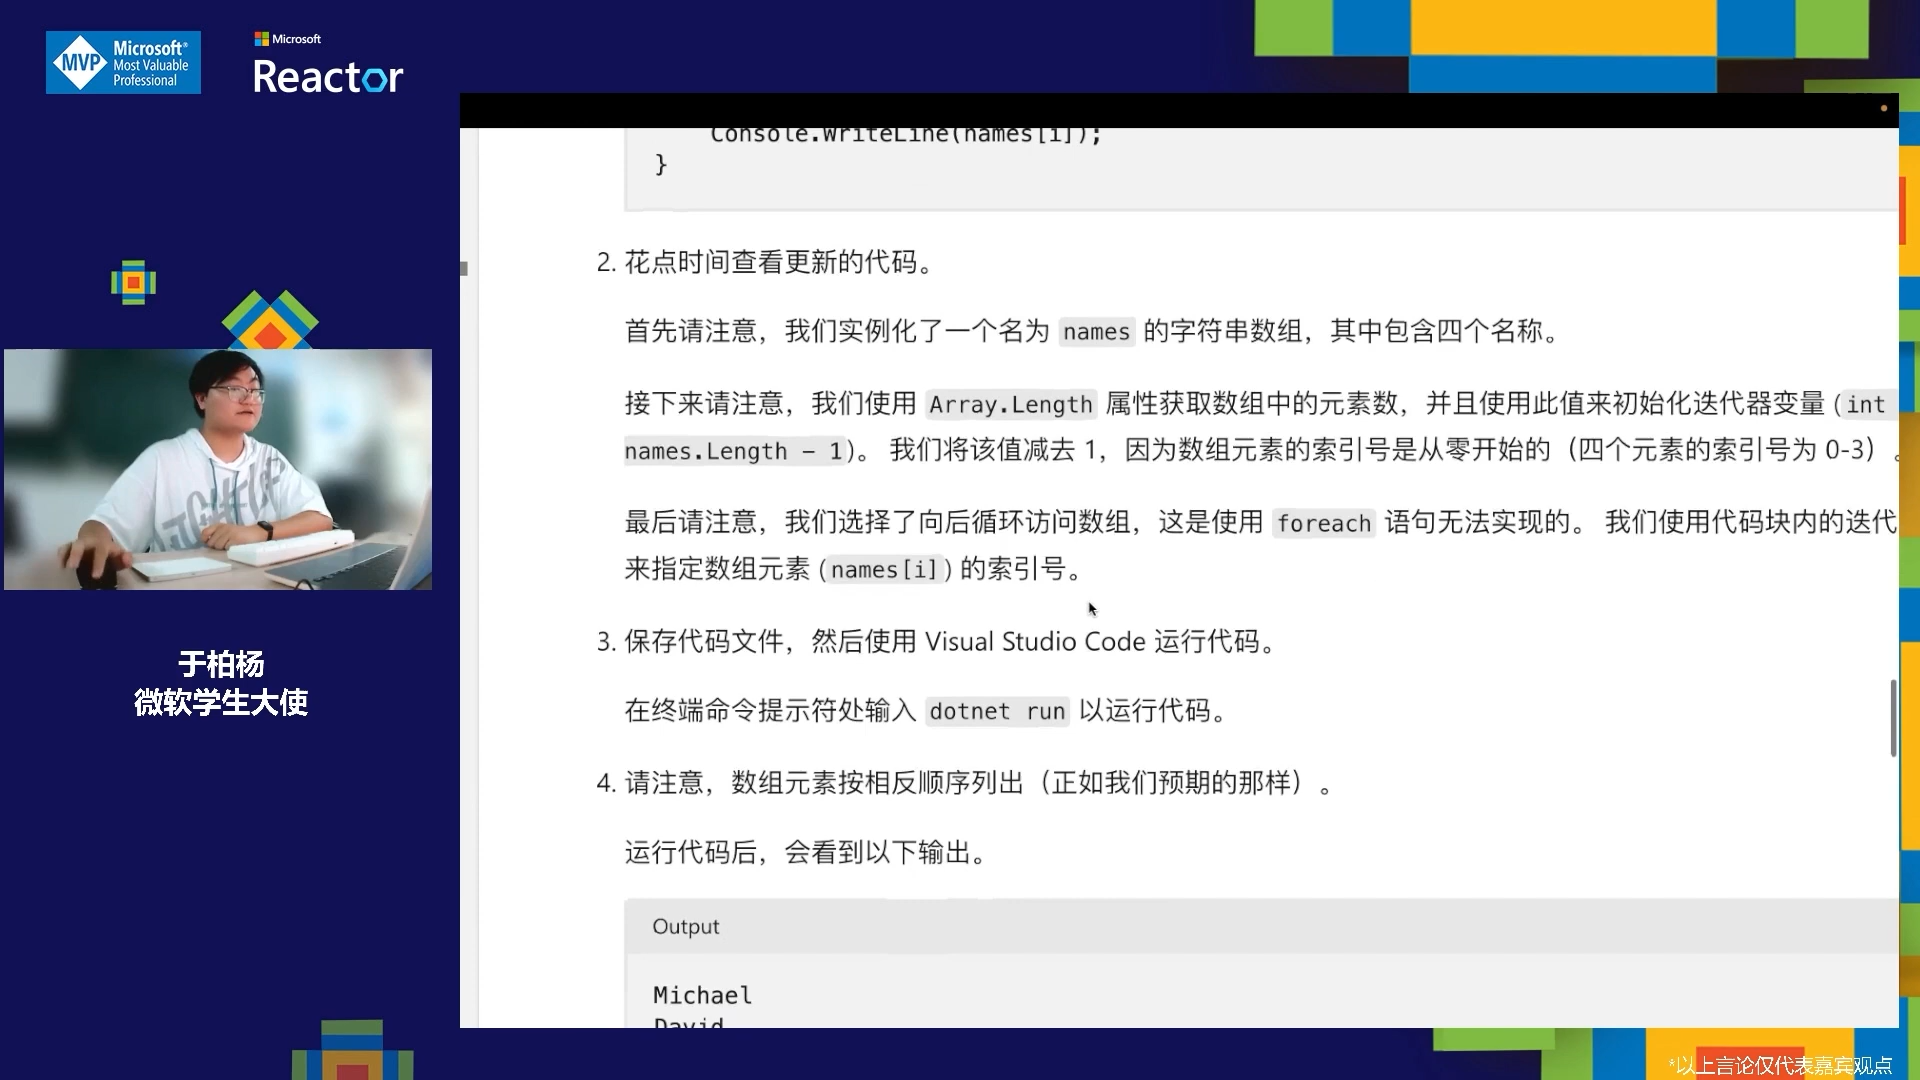 MVP
Microsoft®
Most Valuable
Professional
Microsoft
Reactor
Console.WriteLine(names[i]);
}
2. 花点时间查看更新的代码。
首先请注意，我们实例化了一个名为 names 的字符串数组，其中包含四个名称。
接下来请注意，我们使用 Array.Length 属性获取数组中的元素数，并且使用此值来初始化迭代器变量 (int
names.Length - 1)。 我们将该值减去 1，因为数组元素的索引号是从零开始的（四个元素的索引号为 0-3）。
最后请注意，我们选择了向后循环访问数组，这是使用 foreach 语句无法实现的。 我们使用代码块内的迭代
来指定数组元素 (names[i]) 的索引号。
3. 保存代码文件，然后使用 Visual Studio Code 运行代码。
在终端命令提示符处输入 dotnet run 以运行代码。
4. 请注意，数组元素按相反顺序列出（正如我们预期的那样）。
运行代码后，会看到以下输出。
Output
Michael
David
于柏杨
微软学生大使
*以上言论仅代表嘉宾观点